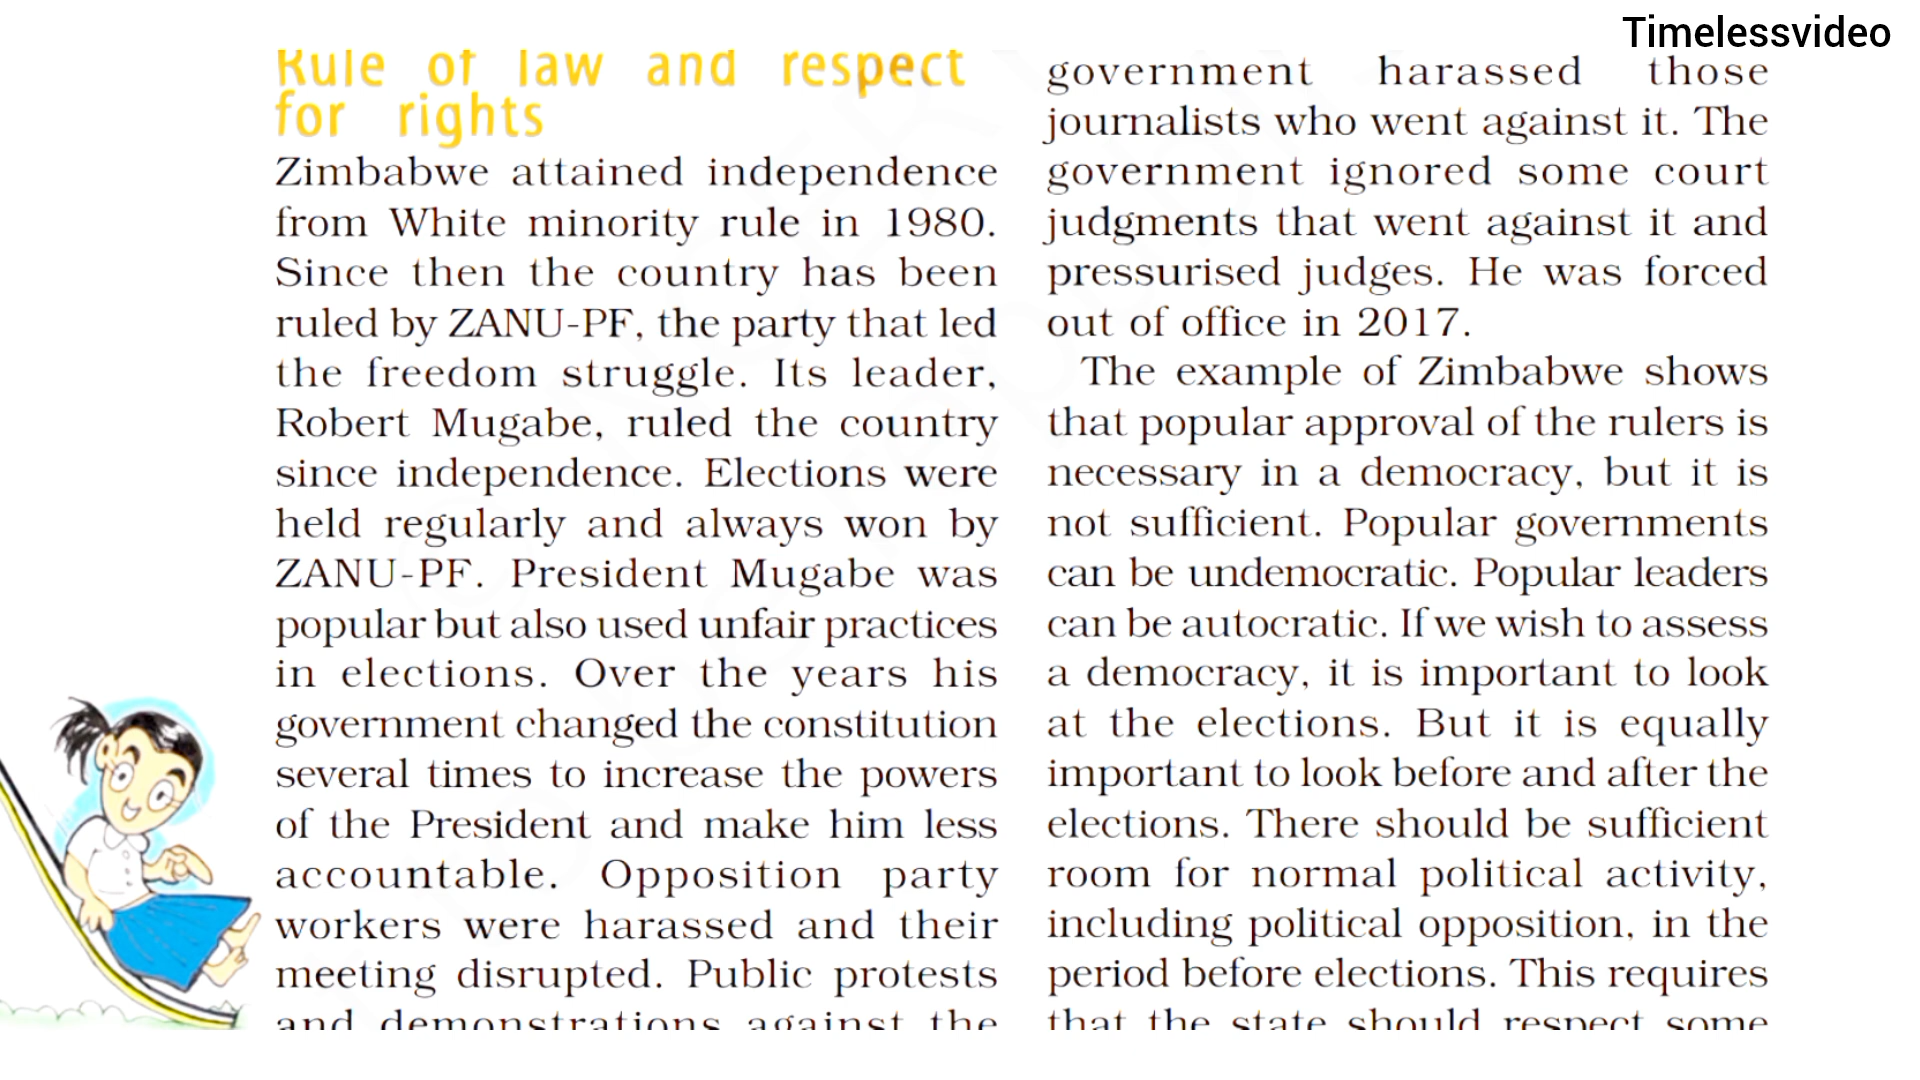 Timelessvideo
Rule of law and respect
for rights
Zimbabwe attained independence
from White minority rule in 1980.
Since then the country has been
ruled by ZANU-PF, the party that led
the freedom struggle. Its leader,
Robert Mugabe, ruled the country
since independence. Elections were
held regularly and always won by
ZANU-PF. President Mugabe was
popular but also used unfair practices
in elections. Over the years his
government changed the constitution
several times to increase the powers
of the President and make him less
accountable. Opposition party
workers were harassed and their
meeting disrupted. Public protests
and demonstrations against the
government harassed those
journalists who went against it. The
government ignored some court
judgments that went against it and
pressurised judges. He was forced
out of office in 2017.
The example of Zimbabwe shows
that popular approval of the rulers is
necessary in a democracy, but it is
not sufficient. Popular governments
can be undemocratic. Popular leaders
can be autocratic. If we wish to assess
a democracy, it is important to look
at the elections. But it is equally
important to look before and after the
elections. There should be sufficient
room for normal political activity,
including political opposition, in the
period before elections. This requires
that the state should respect some